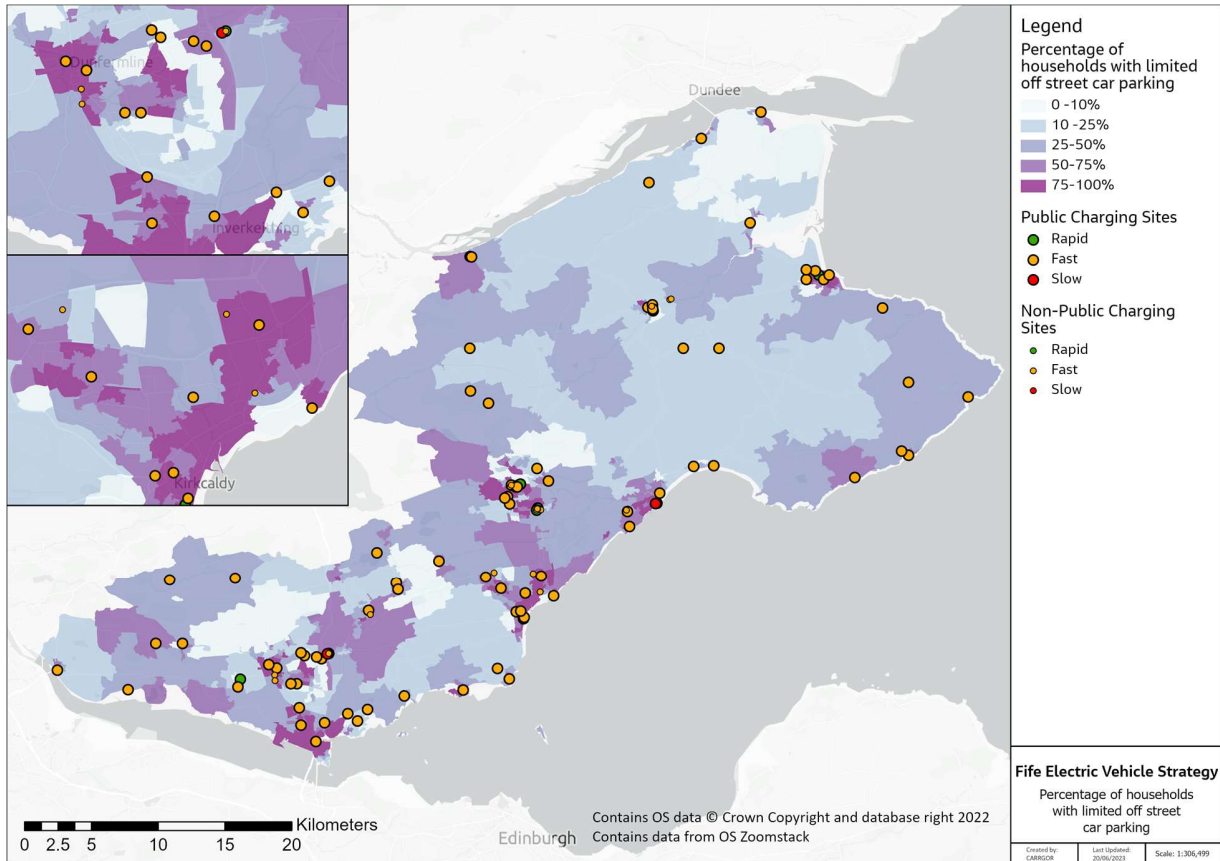 Dunfermline
Inverkeithing
Kirkcaldy
Dundee
Edinburgh
0 2.5 5 10 15 20
Kilometers
Contains OS data © Crown Copyright and database right 2022
Contains data from OS Zoomstack
Legend
Percentage of
households with limited
off street car parking
0 -10%
10 -25%
25-50%
50-75%
75-100%
Public Charging Sites
Rapid
Fast
Slow
Non-Public Charging
Sites
Rapid
Fast
Slow
Fife Electric Vehicle Strategy
Percentage of households
with limited off street
car parking
Created by:
CARRGOR
Last Updated:
20/06/2023
Scale: 1:306,499